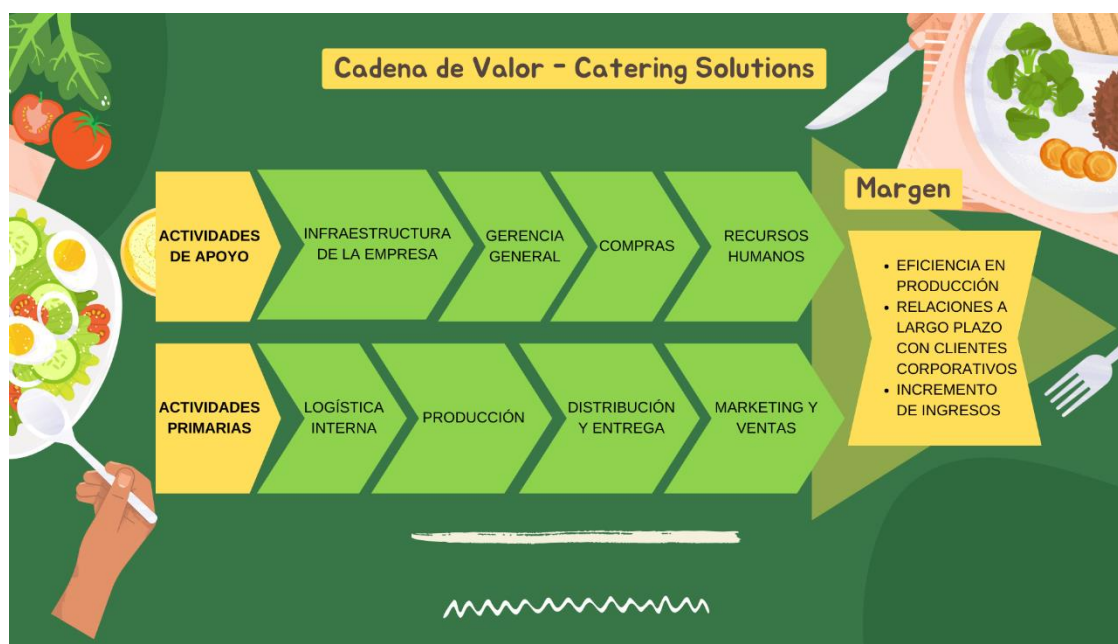 Cadena de Valor - Catering Solutions
ACTIVIDADES
DE APOYO
INFRAESTRUCTURA
DE LA EMPRESA
GERENCIA
GENERAL
COMPRAS
RECURSOS
HUMANOS
ACTIVIDADES
PRIMARIAS
LOGÍSTICA
INTERNA
PRODUCCIÓN
DISTRIBUCIÓN
Y ENTREGA
MARKETING Y
VENTAS
Margen
• EFICIENCIA EN
PRODUCCIÓN
• RELACIONES A
LARGO PLAZO
CON CLIENTES
CORPORATIVOS
• INCREMENTO
DE INGRESOS